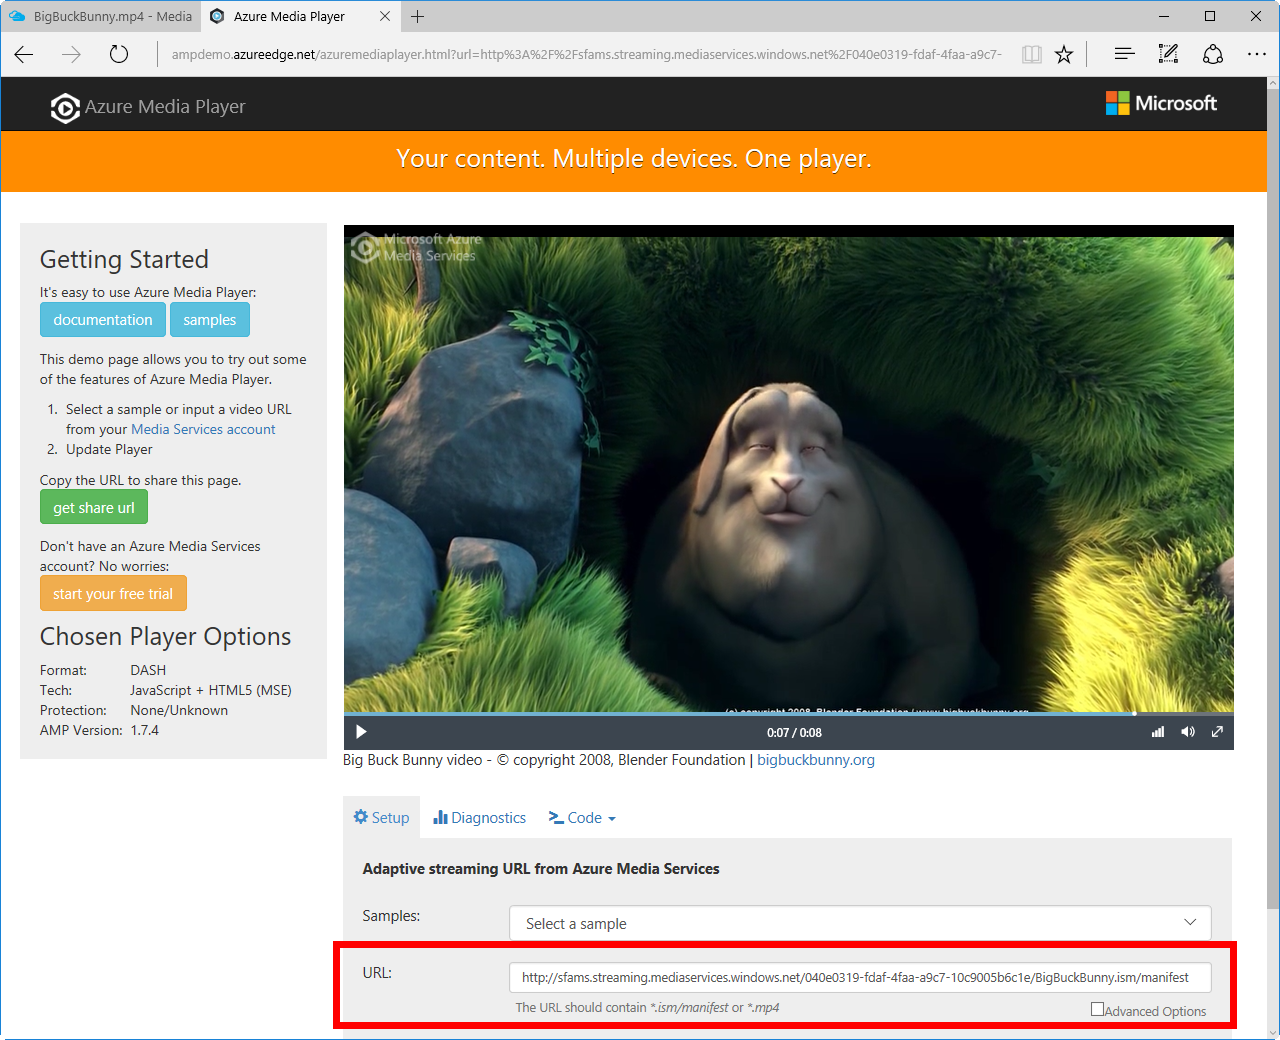 BigBuckBunny.mp4 - Media
Azure Media Player
ampdemo.azureedge.net/azuremediaplayer.html?url=http%3A%2F%2Fsfams.streaming.mediaservices.windows.net%2F040e0319-fdaf-4faa-a9c7-
Azure Media Player
Microsoft
Your content. Multiple devices. One player.
Getting Started
It's easy to use Azure Media Player:
documentation samples
This demo page allows you to try out some
of the features of Azure Media Player.
1. Select a sample or input a video URL
from your Media Services account
2. Update Player
Copy the URL to share this page.
get share url
Don't have an Azure Media Services
account? No worries:
start your free trial
Chosen Player Options
Format: DASH
Tech: JavaScript + HTML5 (MSE)
Protection: None/Unknown
AMP Version: 1.7.4
Microsoft Azure
Media Services
(c) copyright 2008, Blender Foundation / www.bigbuckbunny.org
0:07 / 0:08
Big Buck Bunny video - © copyright 2008, Blender Foundation | bigbuckbunny.org
Setup Diagnostics Code
Adaptive streaming URL from Azure Media Services
Samples: Select a sample
URL: http://sfams.streaming.mediaservices.windows.net/040e0319-fdaf-4faa-a9c7-10c9005b6c1e/BigBuckBunny.ism/manifest
The URL should contain *.ism/manifest or *.mp4
Advanced Options